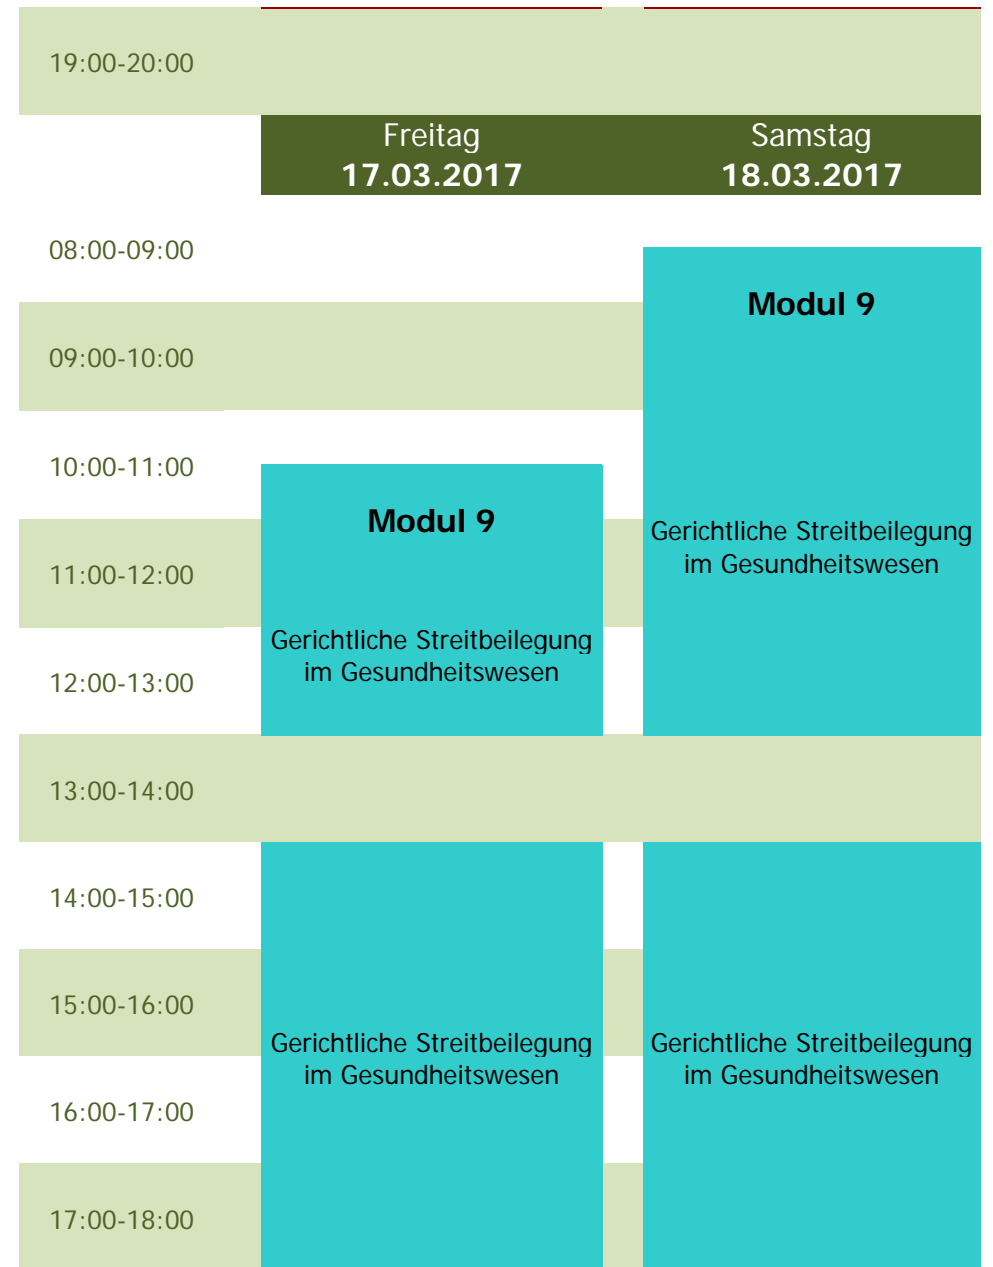 19:00-20:00
Freitag
17.03.2017
Samstag
18.03.2017
08:00-09:00
Modul 9
09:00-10:00
10:00-11:00
Modul 9
Gerichtliche Streitbeilegung
im Gesundheitswesen
11:00-12:00
Gerichtliche Streitbeilegung
im Gesundheitswesen
12:00-13:00
13:00-14:00
14:00-15:00
15:00-16:00
Gerichtliche Streitbeilegung
im Gesundheitswesen
Gerichtliche Streitbeilegung
im Gesundheitswesen
16:00-17:00
17:00-18:00